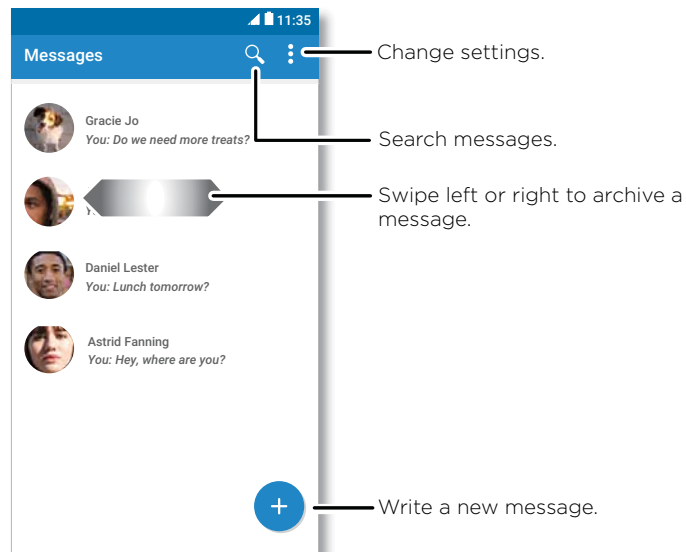 11:35
Messages
Change settings.
Gracie Jo
You: Do we need more treats?
Search messages.
Swipe left or right to archive a
message.
Daniel Lester
You: Lunch tomorrow?
Astrid Fanning
You: Hey, where are you?
Write a new message.